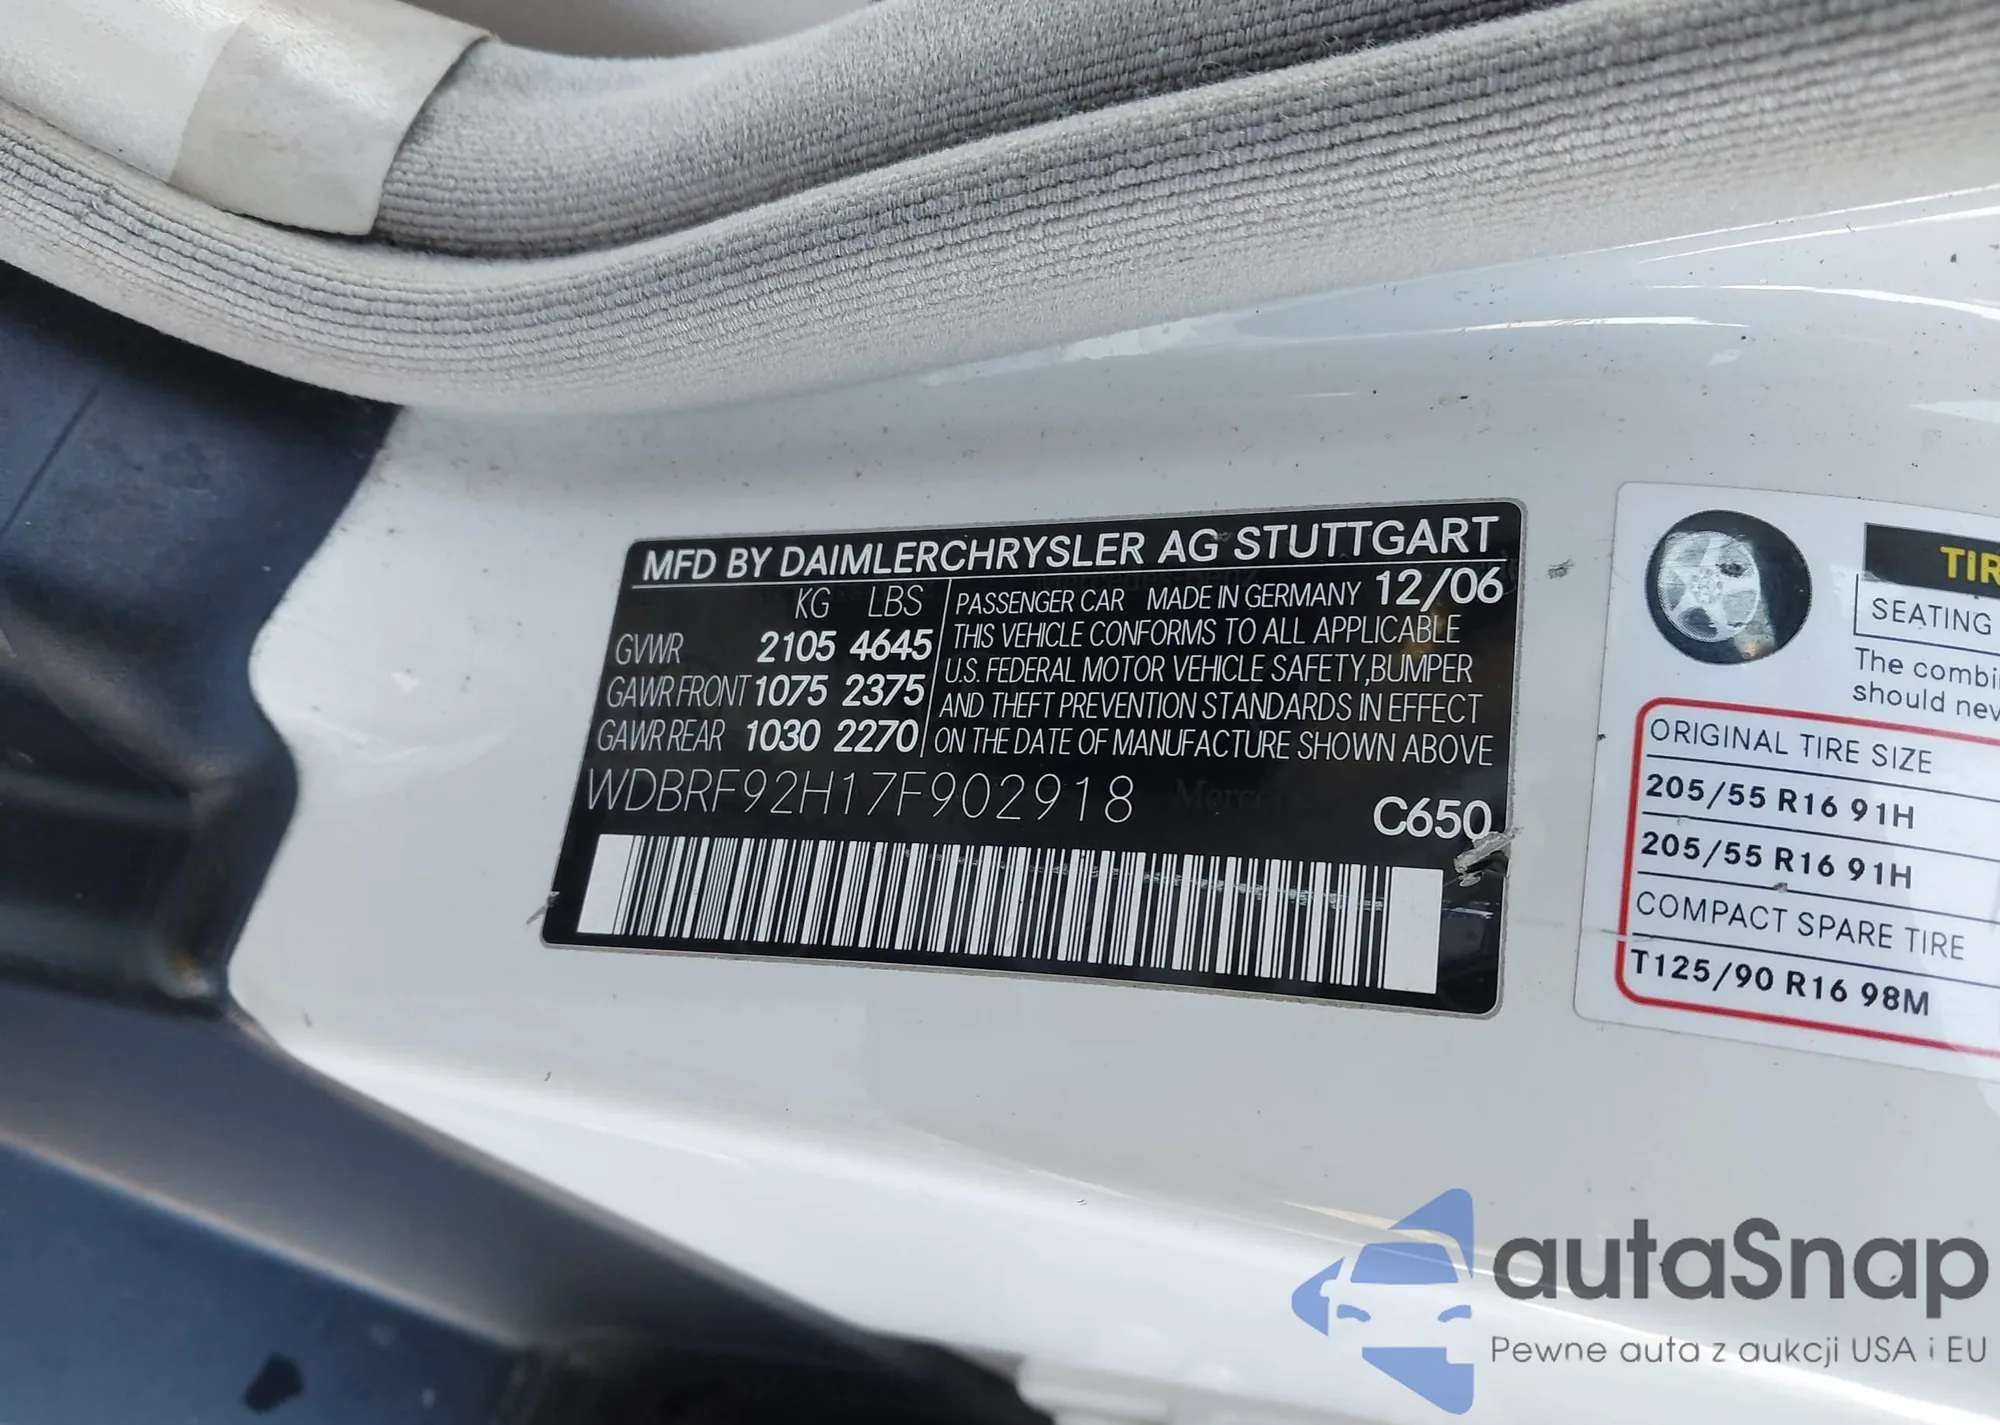 MFD BY DAIMLERCHRYSLER AG STUTTGART
KG LBS
GVWR 2105 4645
GAWR FRONT 1075 2375
GAWR REAR 1030 2270
PASSENGER CAR MADE IN GERMANY 12/06
THIS VEHICLE CONFORMS TO ALL APPLICABLE
U.S. FEDERAL MOTOR VEHICLE SAFETY, BUMPER
AND THEFT PREVENTION STANDARDS IN EFFECT
ON THE DATE OF MANUFACTURE SHOWN ABOVE
WDBRF92H17F902918
C650
TIR
SEATING
The combi
should nev
ORIGINAL TIRE SIZE
205/55 R16 91H
205/55 R16 91H
COMPACT SPARE TIRE
T125/90 R16 98M
autaSnap
Pewne auta z aukcji USA i EU